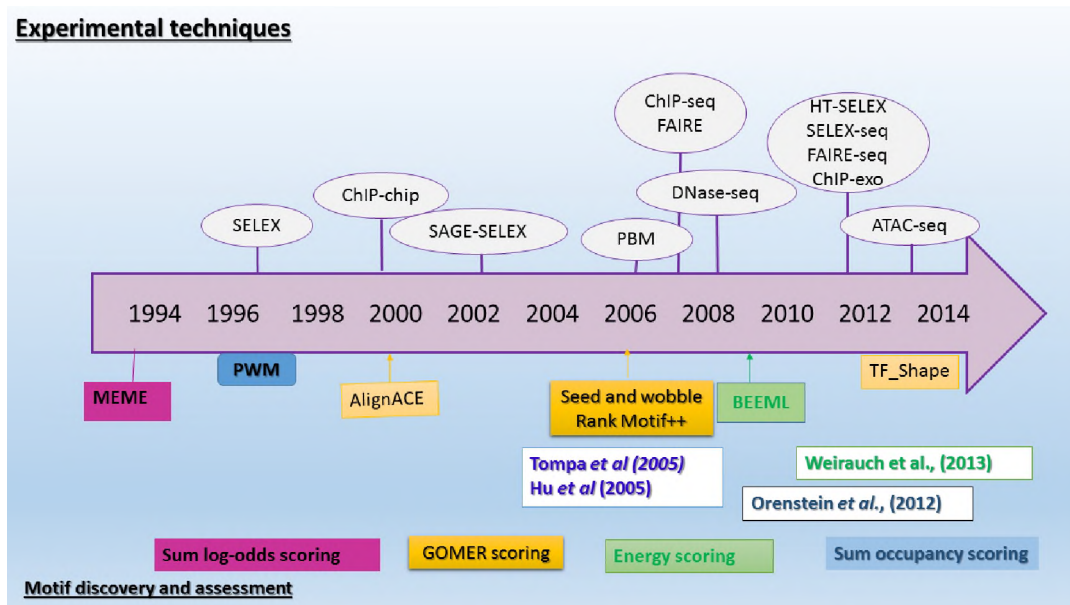 Experimental techniques
ChIP-seq
FAIRE
HT-SELEX
SELEX-seq
FAIRE-seq
ChIP-exo
ChIP-chip
DNase-seq
SELEX
SAGE-SELEX
PBM
ATAC-seq
1994 1996 1998 2000 2002 2004 2006 2008 2010 2012 2014
MEME
PWM
AlignACE
Seed and wobble
Rank Motif++
BEEML
TF_Shape
Tompa et al (2005)
Hu et al (2005)
Weirauch et al., (2013)
Orenstein et al., (2012)
Sum log-odds scoring
GOMER scoring
Energy scoring
Sum occupancy scoring
Motif discovery and assessment